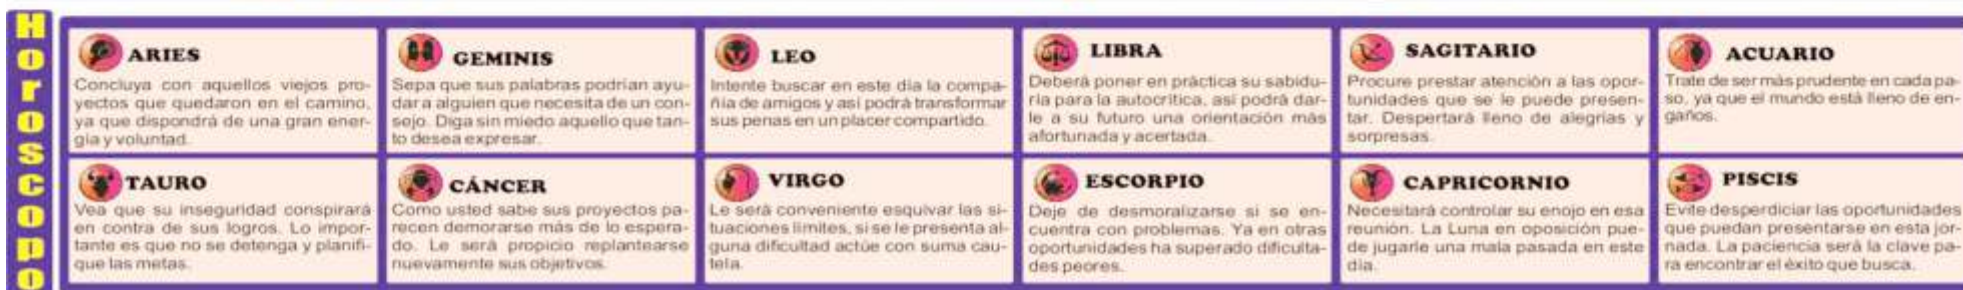 Horoscopo
ARIES
Concluya con aquellos viejos pro-
yectos que quedaron en el camino,
ya que dispondrá de una gran ener-
gía y voluntad.
TAURO
Vea que su inseguridad conspirará
en contra de sus logros. Lo impor-
tante es que no se detenga y planifi-
que las metas.
GEMINIS
Sepa que sus palabras podrían ayu-
dar a alguien que necesita de un con-
sejo. Diga sin miedo aquello que tan-
to desea expresar.
CÁNCER
Como usted sabe sus proyectos pa-
recen demorarse más de lo espera-
do. Le será propicio replantearse
nuevamente sus objetivos.
LEO
Intente buscar en este día la compa-
ñía de amigos y así podrá transformar
sus penas en un placer compartido.
VIRGO
Le será conveniente esquivar las si-
tuaciones límites, si se le presenta al-
guna dificultad actúe con suma cau-
tela.
LIBRA
Deberá poner en práctica su sabidu-
ría para la autocrítica, así podrá dar-
le a su futuro una orientación más
afortunada y acertada.
ESCORPIO
Deje de desmoralizarse si se en-
cuentra con problemas. Ya en otras
oportunidades ha superado dificulta-
des peores.
SAGITARIO
Procure prestar atención a las opor-
tunidades que se le puede presen-
tar. Despertará lleno de alegrías y
sorpresas.
CAPRICORNIO
Necesitará controlar su enojo en esa
reunión. La Luna en oposición pue-
de jugarle una mala pasada en este
día.
ACUARIO
Trate de ser más prudente en cada pa-
so, ya que el mundo está lleno de en-
gaños.
PISCIS
Evite desperdiciar las oportunidades
que puedan presentarse en esta jor-
nada. La paciencia será la clave pa-
ra encontrar el éxito que busca.